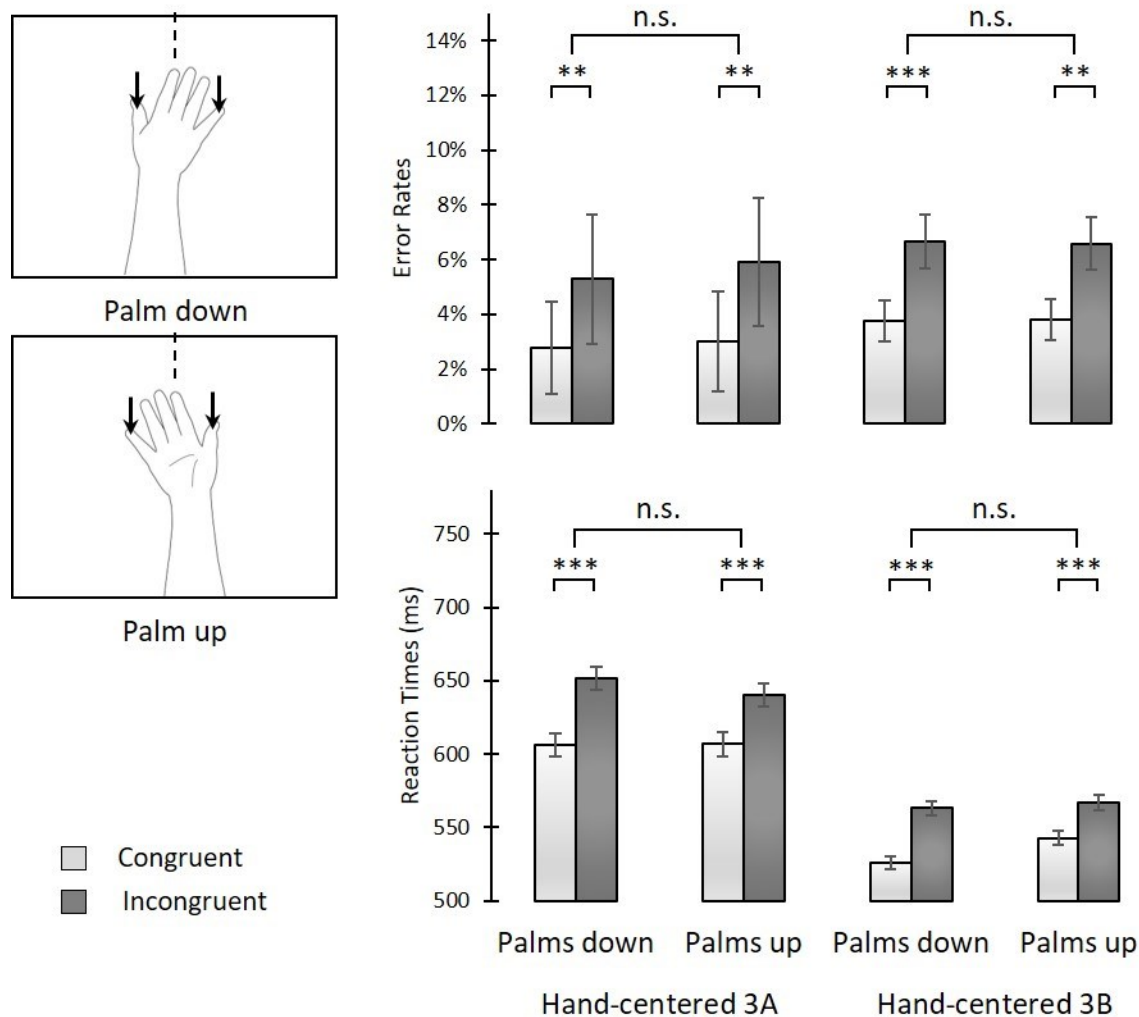 Palm down
Palm up
Congruent
Incongruent
n.s. n.s.
** ** *** **
Error Rates
14%
12%
10%
8%
6%
4%
2%
0%
n.s. n.s.
*** *** *** ***
Reaction Times (ms)
750
700
650
600
550
500
Palms down Palms up Palms down Palms up
Hand-centered 3A Hand-centered 3B